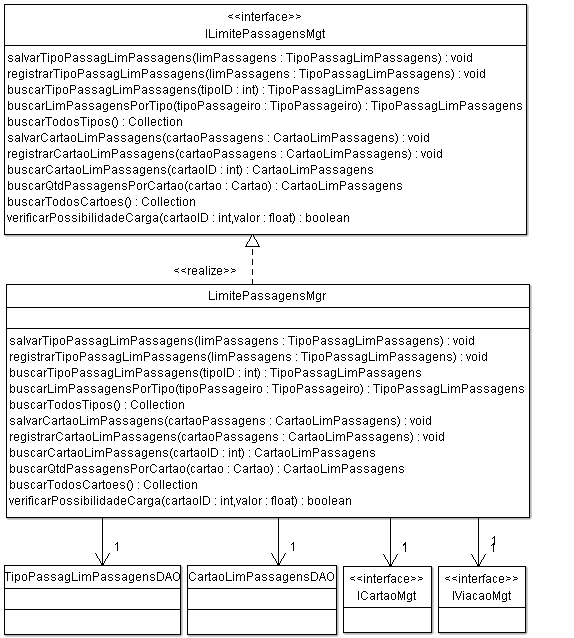 <<interface>>
ILimitePassagensMgt
salvarTipoPassagLimPassagens(limPassagens : TipoPassagLimPassagens) : void
registrarTipoPassagLimPassagens(limPassagens : TipoPassagLimPassagens) : void
buscarTipoPassagLimPassagens(tipoID : int) : TipoPassagLimPassagens
buscarLimPassagensPorTipo(tipoPassageiro : TipoPassageiro) : TipoPassagLimPassagens
buscarTodosTipos() : Collection
salvarCartaoLimPassagens(cartaoPassagens : CartaoLimPassagens) : void
registrarCartaoLimPassagens(cartaoPassagens : CartaoLimPassagens) : void
buscarCartaoLimPassagens(cartaoID : int) : CartaoLimPassagens
buscarQtdPassagensPorCartao(cartao : Cartao) : CartaoLimPassagens
buscarTodosCartoes() : Collection
verificarPossibilidadeCarga(cartaoID : int,valor : float) : boolean
<<realize>>
LimitePassagensMgr
salvarTipoPassagLimPassagens(limPassagens : TipoPassagLimPassagens) : void
registrarTipoPassagLimPassagens(limPassagens : TipoPassagLimPassagens) : void
buscarTipoPassagLimPassagens(tipoID : int) : TipoPassagLimPassagens
buscarLimPassagensPorTipo(tipoPassageiro : TipoPassageiro) : TipoPassagLimPassagens
buscarTodosTipos() : Collection
salvarCartaoLimPassagens(cartaoPassagens : CartaoLimPassagens) : void
registrarCartaoLimPassagens(cartaoPassagens : CartaoLimPassagens) : void
buscarCartaoLimPassagens(cartaoID : int) : CartaoLimPassagens
buscarQtdPassagensPorCartao(cartao : Cartao) : CartaoLimPassagens
buscarTodosCartoes() : Collection
verificarPossibilidadeCarga(cartaoID : int,valor : float) : boolean
1
1
1
1
1
TipoPassagLimPassagensDAO
CartaoLimPassagensDAO
<<interface>>
ICartaoMgt
<<interface>>
IViacaoMgt